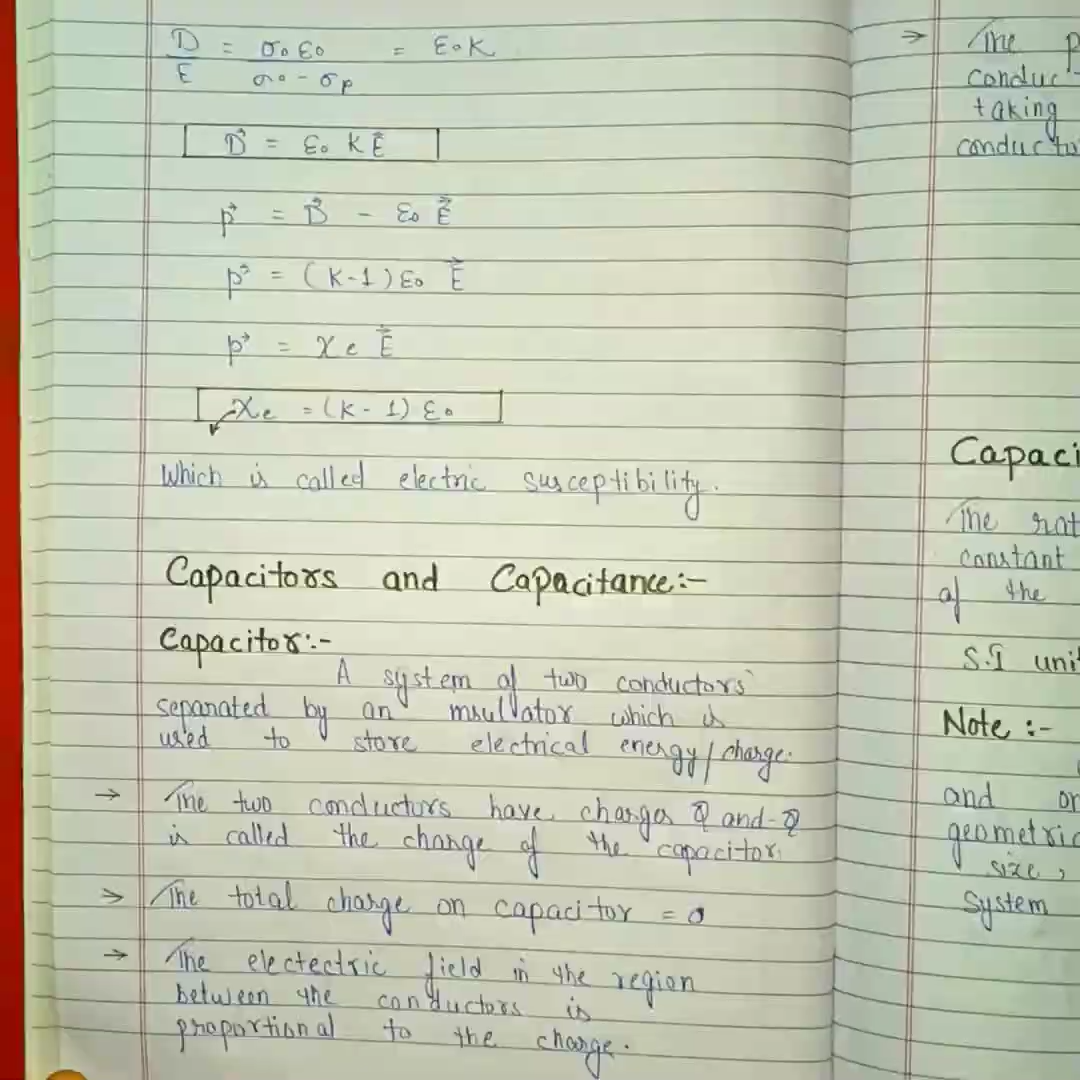 D/E = σ₀ε₀/(σ₀ - σp) = ε₀K
D⃗ = ε₀ K E⃗
p⃗ = D⃗ - ε₀ E⃗
p⃗ = (K-1) ε₀ E⃗
p⃗ = χe E⃗
χe = (K-1) ε₀
Which is called electric susceptibility.
Capacitors and Capacitance:-
Capacitor:-
A system of two conductors
separated by an insulator which is
used to store electrical energy/charge.
→ The two conductors have charges Q and -Q
is called the charge of the capacitor.
→ The total charge on capacitor = 0
→ The electectric field in the region
between the conductors is
proportional to the charge.
→ The p
conduc
taking
conducto
Capaci
The rat
constant
of the
S.I unit
Note :-
and on
geometric
size,
System